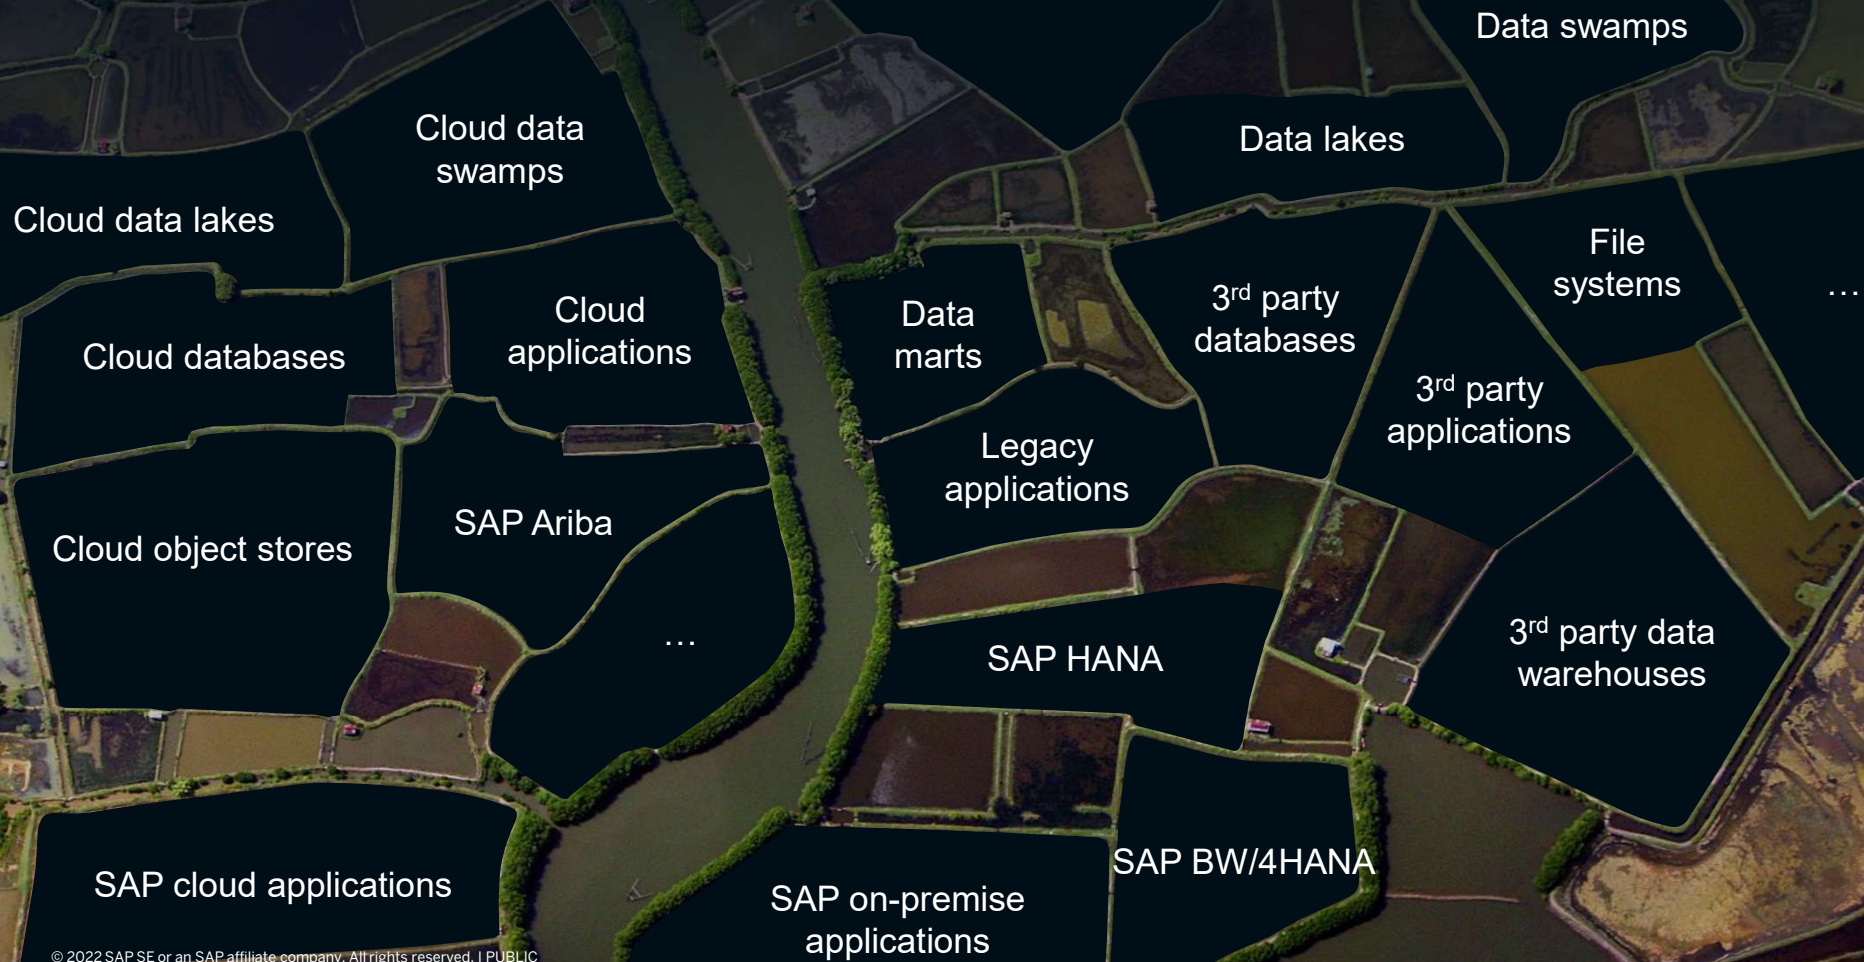 Data swamps
Cloud data
swamps
Data lakes
Cloud data lakes
File
systems
...
3rd party
databases
Cloud
applications
Data
marts
Cloud databases
3rd party
applications
Legacy
applications
SAP Ariba
Cloud object stores
...
SAP HANA
3rd party data
warehouses
SAP BW/4HANA
SAP cloud applications
SAP on-premise
applications
© 2022 SAP SE or an SAP affiliate company. All rights reserved. | PUBLIC